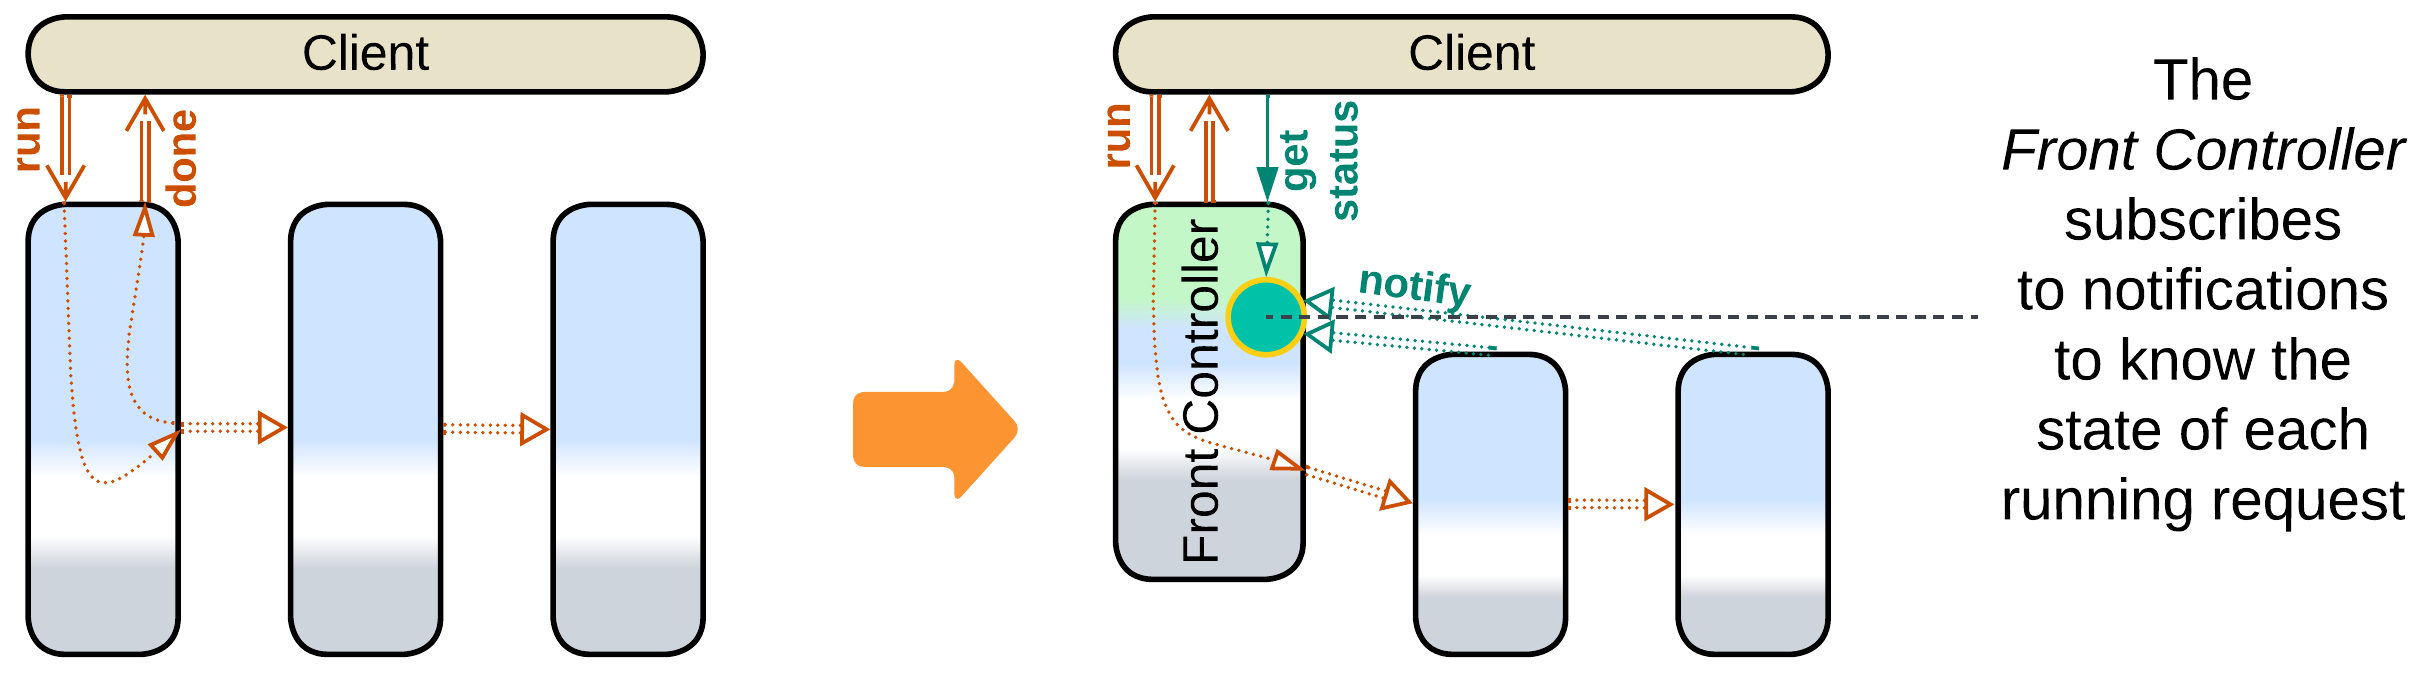 Client
run
done
Client
run
get
status
notify
Front Controller
The
Front Controller
subscribes
to notifications
to know the
state of each
running request